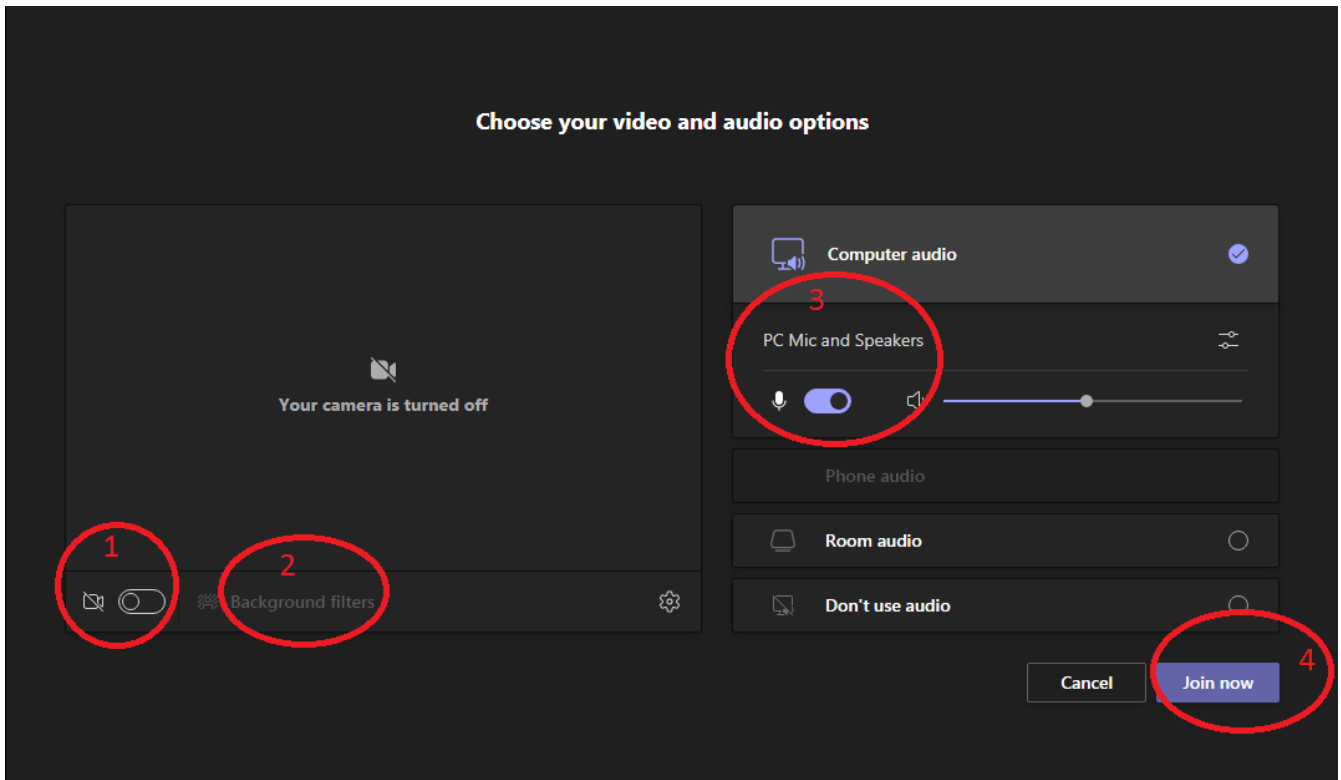 Choose your video and audio options
Computer audio
3
PC Mic and Speakers
Your camera is turned off
Phone audio
1
Room audio
2
Background filters
Don't use audio
4
Cancel
Join now